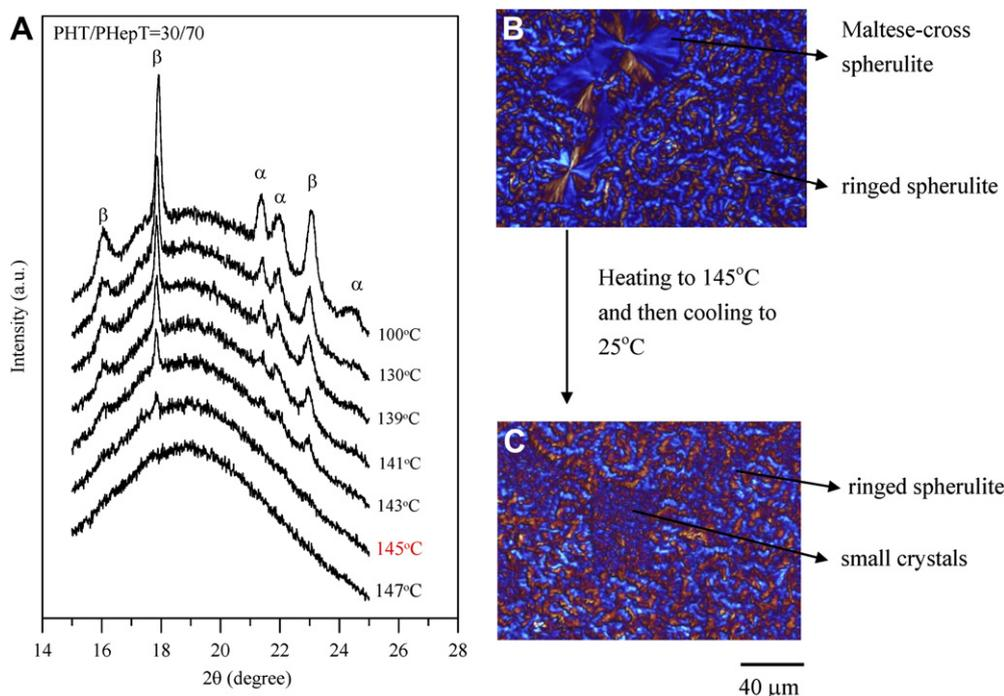 A
PHT/PHepT=30/70
β
β
α
α
β
α
100°C
130°C
139°C
141°C
143°C
145°C
147°C
Intensity (a.u.)
14 16 18 20 22 24 26 28
2θ (degree)
B
Maltese-cross
spherulite
ringed spherulite
Heating to 145°C
and then cooling to
25°C
C
ringed spherulite
small crystals
40 μm